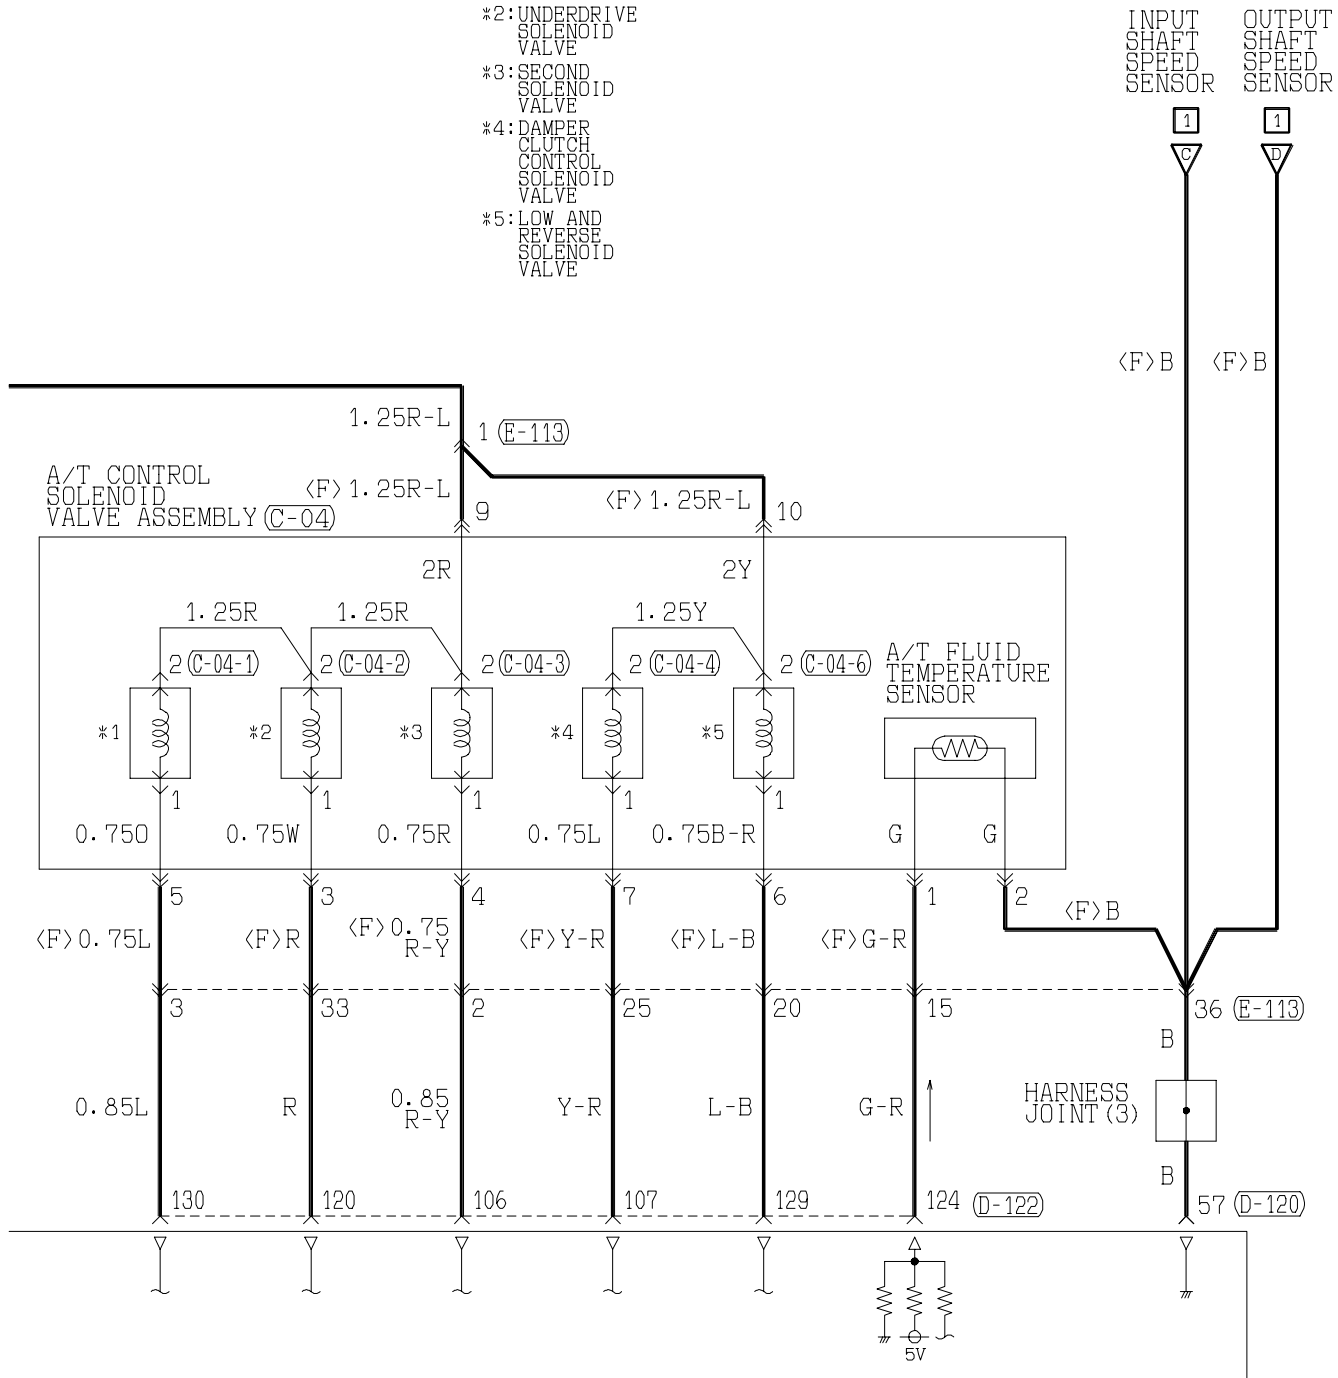 *2:UNDERDRIVE
SOLENOID
VALVE
*3:SECOND
SOLENOID
VALVE
*4:DAMPER
CLUTCH
CONTROL
SOLENOID
VALVE
*5:LOW AND
REVERSE
SOLENOID
VALVE
INPUT
SHAFT
SPEED
SENSOR
OUTPUT
SHAFT
SPEED
SENSOR
1
1
C
D
<F>B
<F>B
1.25R-L
1 E-113
A/T CONTROL
SOLENOID
VALVE ASSEMBLY C-04
<F>1.25R-L
9
<F>1.25R-L
10
2R
2Y
1.25R
1.25R
1.25Y
2 C-04-1
2 C-04-2
2 C-04-3
2 C-04-4
2 C-04-6
A/T FLUID
TEMPERATURE
SENSOR
*1
*2
*3
*4
*5
1
1
1
1
1
0.75O
0.75W
0.75R
0.75L
0.75B-R
G
G
5
3
4
7
6
1
2
<F>0.75L
<F>R
<F>0.75
R-Y
<F>Y-R
<F>L-B
<F>G-R
<F>B
3
33
2
25
20
15
36 E-113
B
0.85L
R
0.85
R-Y
Y-R
L-B
G-R
HARNESS
JOINT(3)
B
130
120
106
107
129
124 D-122
57 D-120
5V